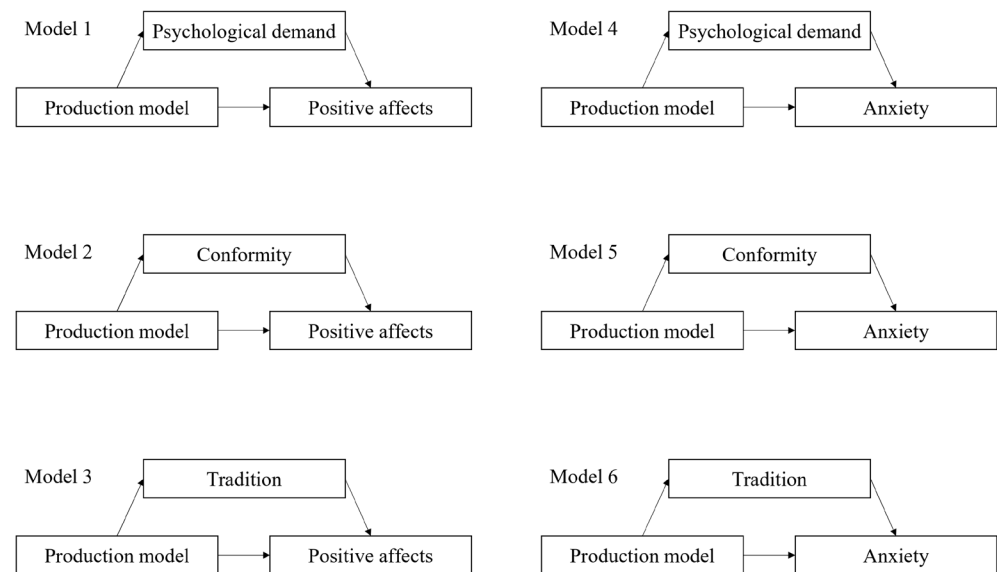 Model 1
Psychological demand
Production model
Positive affects
Model 4
Psychological demand
Production model
Anxiety
Model 2
Conformity
Production model
Positive affects
Model 5
Conformity
Production model
Anxiety
Model 3
Tradition
Production model
Positive affects
Model 6
Tradition
Production model
Anxiety